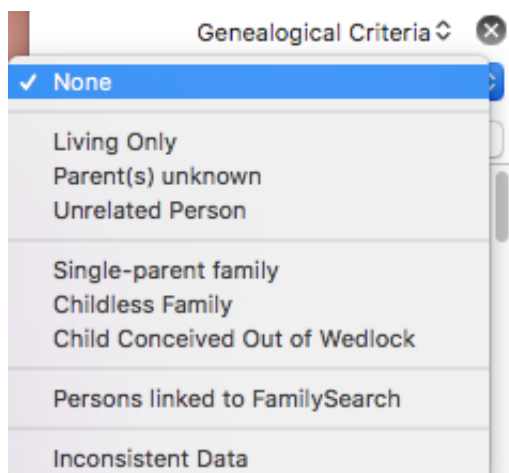 Genealogical Criteria
None
Living Only
Parent(s) unknown
Unrelated Person
Single-parent family
Childless Family
Child Conceived Out of Wedlock
Persons linked to FamilySearch
Inconsistent Data